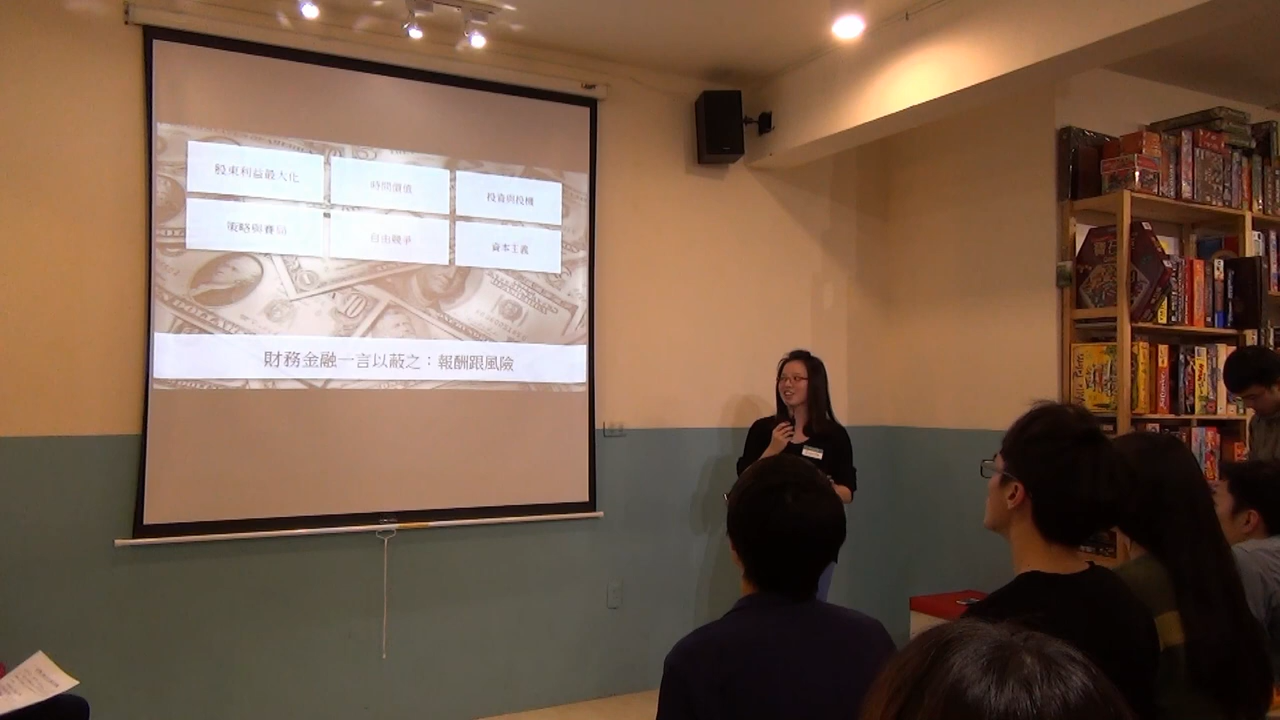 股東利益最大化
時間價值
投資與投機
策略與賽局
自由競爭
資本主義
財務金融一言以蔽之：報酬跟風險